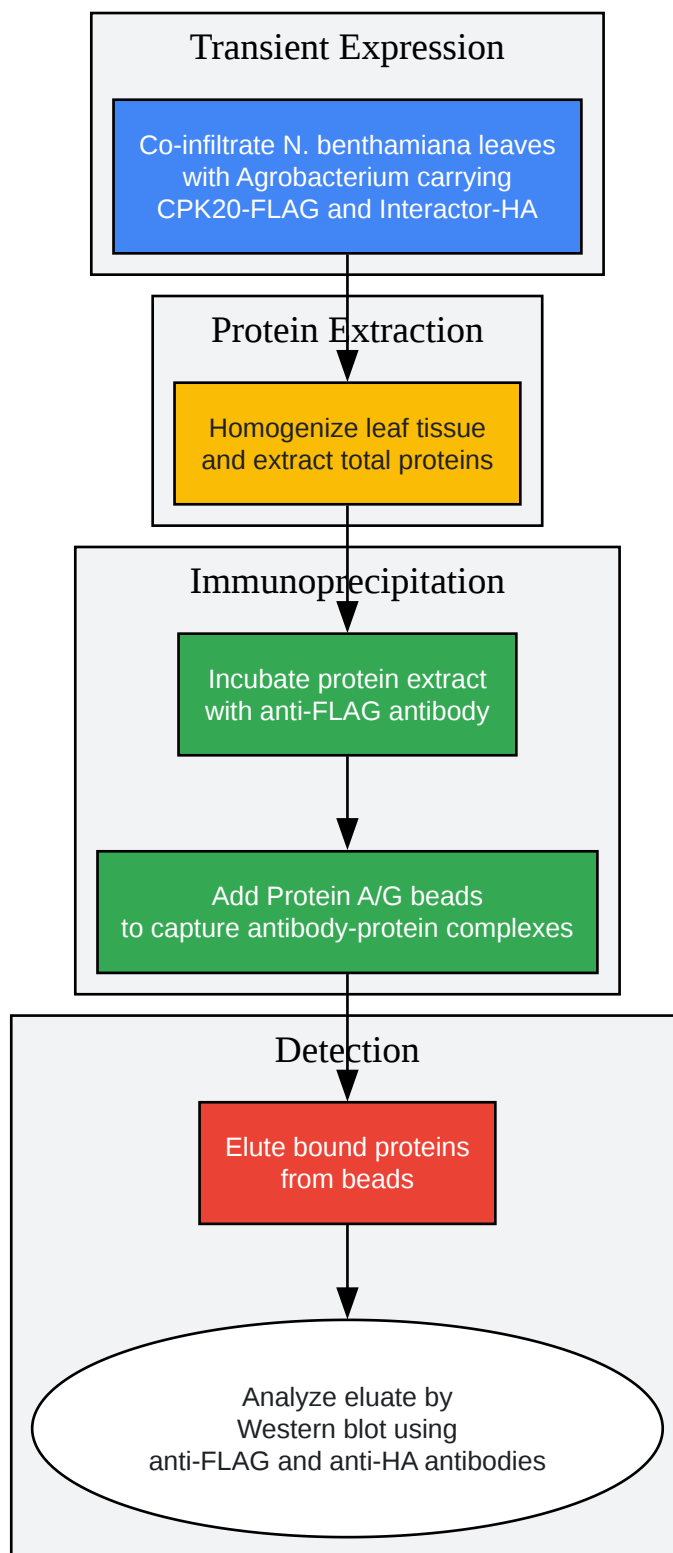 Transient Expression
Co-infiltrate N. benthamiana leaves
with Agrobacterium carrying
CPK20-FLAG and Interactor-HA
Protein Extraction
Homogenize leaf tissue
and extract total proteins
Immunoprecipitation
Incubate protein extract
with anti-FLAG antibody
Add Protein A/G beads
to capture antibody-protein complexes
Detection
Elute bound proteins
from beads
Analyze eluate by
Western blot using
anti-FLAG and anti-HA antibodies